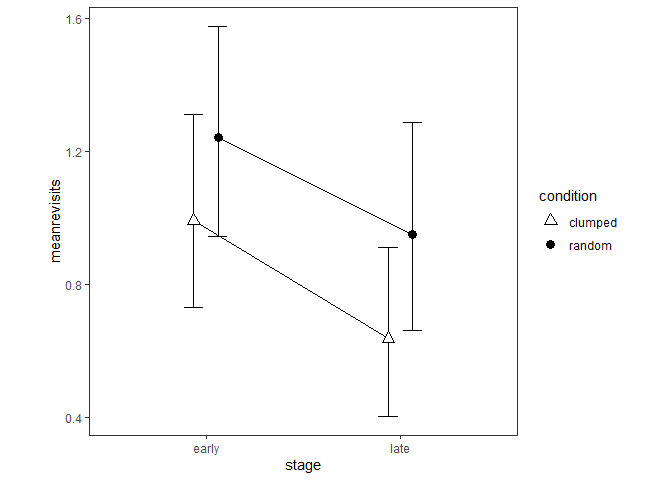 1.6
1.2
0.8
0.4
meanrevisits
early late
stage
condition
clumped
random